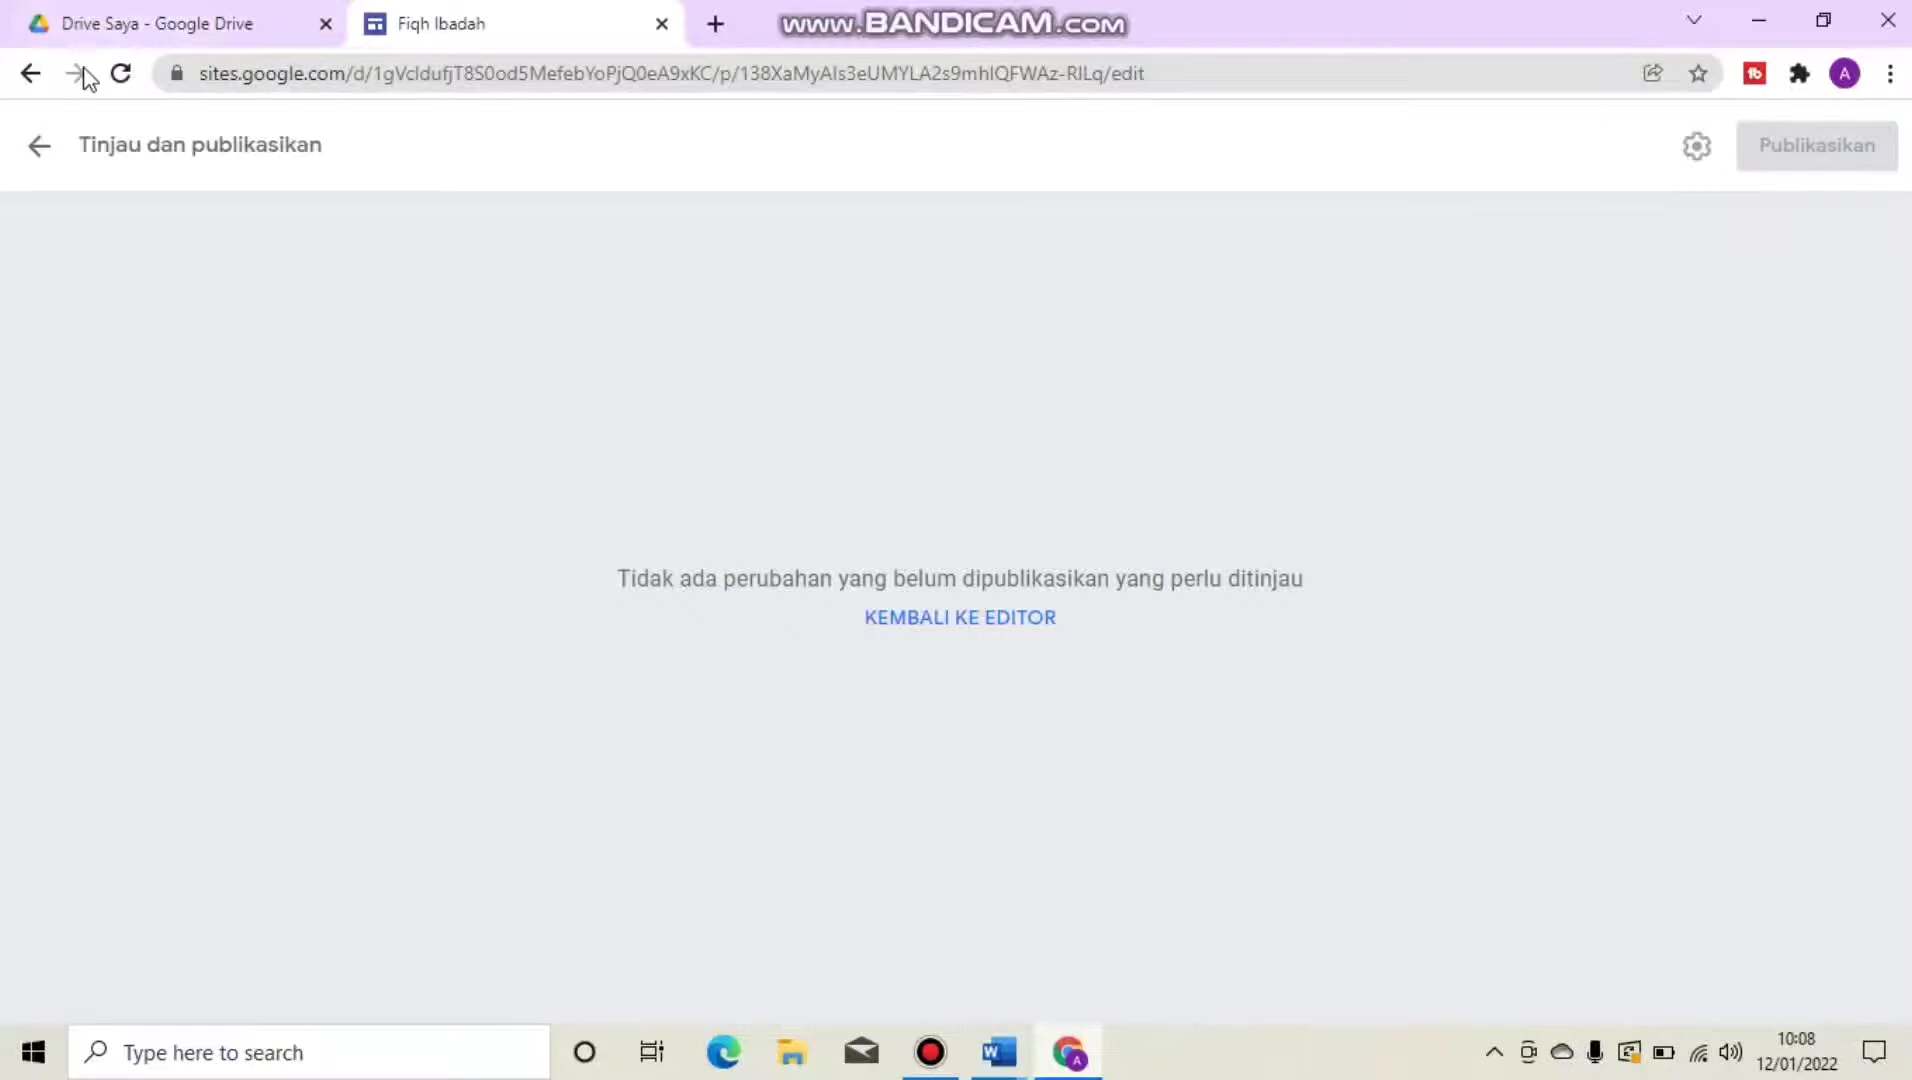 Drive Saya - Google Drive
Fiqh Ibadah
www.BANDICAM.com
sites.google.com/d/1gVcldufjT8S0od5MefebYoPjQ0eA9xKC/p/138XaMyAIs3eUMYLA2s9mhIQFWAz-RILq/edit
A
Tinjau dan publikasikan
Publikasikan
Tidak ada perubahan yang belum dipublikasikan yang perlu ditinjau
KEMBALI KE EDITOR
Type here to search
10:08
12/01/2022